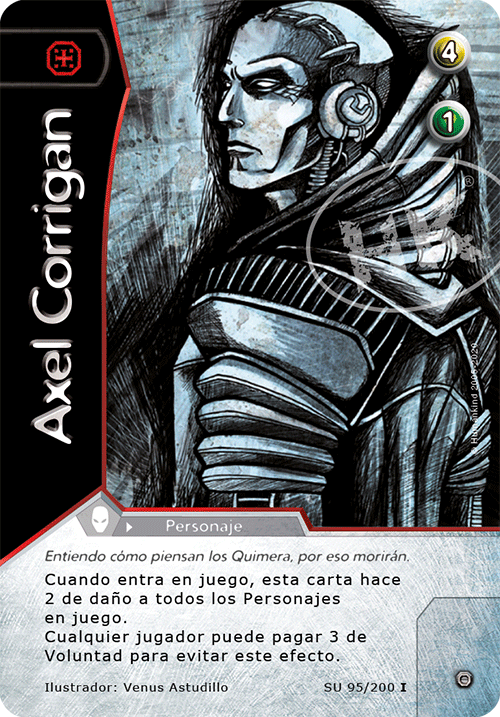 Axel Corrigan
4
1
®
Personaje
Entiendo cómo piensan los Quimera, por eso morirán.
Cuando entra en juego, esta carta hace
2 de daño a todos los Personajes
en juego.
Cualquier jugador puede pagar 3 de
Voluntad para evitar este efecto.
Ilustrador: Venus Astudillo
SU 95/200 I